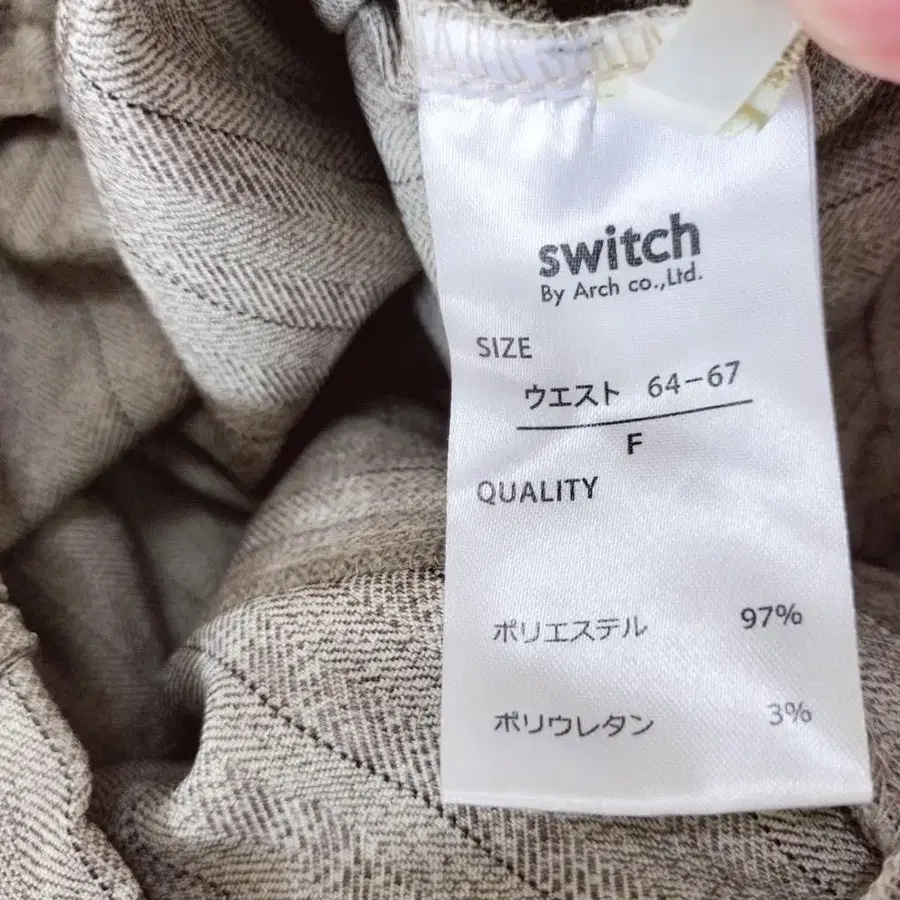 switch
By Arch co.,Ltd.
SIZE
ウエスト 64-67
F
QUALITY
ポリエステル 97%
ポリウレタン 3%